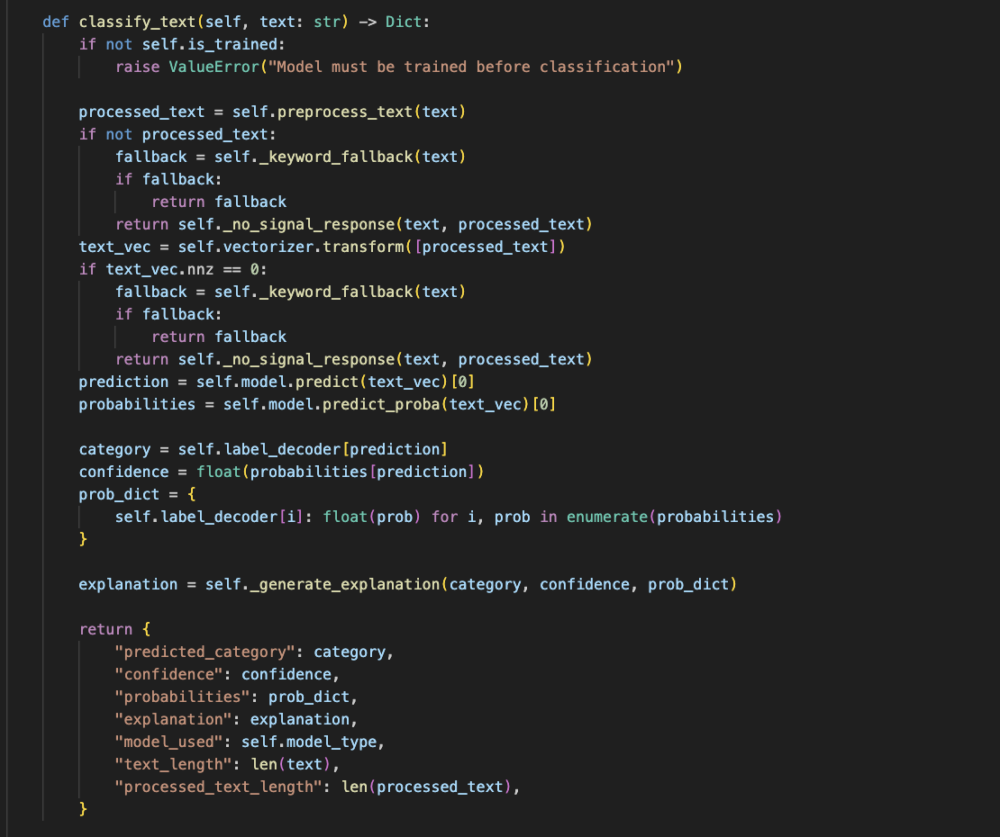 def classify_text(self, text: str) -> Dict:
    if not self.is_trained:
        raise ValueError("Model must be trained before classification")

    processed_text = self.preprocess_text(text)
    if not processed_text:
        fallback = self._keyword_fallback(text)
        if fallback:
            return fallback
        return self._no_signal_response(text, processed_text)
    text_vec = self.vectorizer.transform([processed_text])
    if text_vec.nnz == 0:
        fallback = self._keyword_fallback(text)
        if fallback:
            return fallback
        return self._no_signal_response(text, processed_text)
    prediction = self.model.predict(text_vec)[0]
    probabilities = self.model.predict_proba(text_vec)[0]

    category = self.label_decoder[prediction]
    confidence = float(probabilities[prediction])
    prob_dict = {
        self.label_decoder[i]: float(prob) for i, prob in enumerate(probabilities)
    }

    explanation = self._generate_explanation(category, confidence, prob_dict)

    return {
        "predicted_category": category,
        "confidence": confidence,
        "probabilities": prob_dict,
        "explanation": explanation,
        "model_used": self.model_type,
        "text_length": len(text),
        "processed_text_length": len(processed_text),
    }